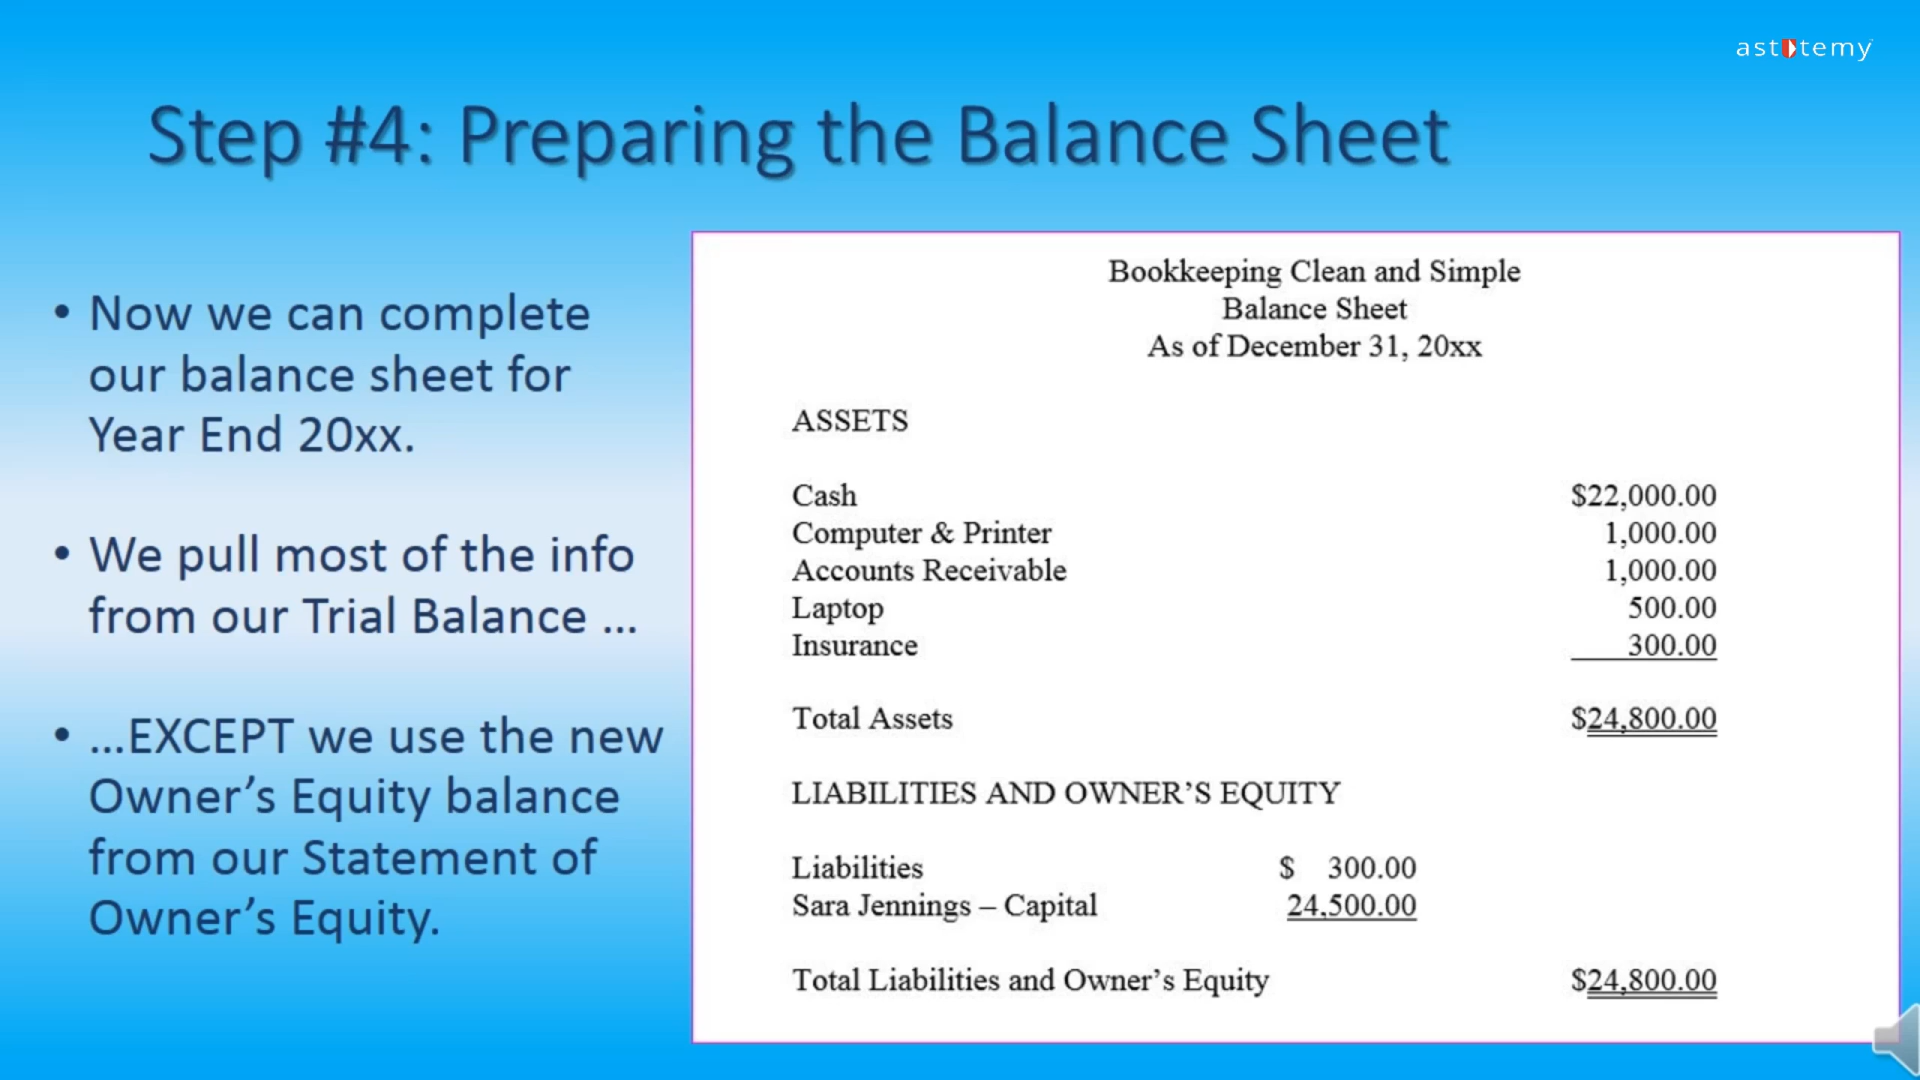 ast temy
Step #4: Preparing the Balance Sheet
• Now we can complete
our balance sheet for
Year End 20xx.
• We pull most of the info
from our Trial Balance ...
• ...EXCEPT we use the new
Owner’s Equity balance
from our Statement of
Owner’s Equity.
Bookkeeping Clean and Simple
Balance Sheet
As of December 31, 20xx
ASSETS
Cash $22,000.00
Computer & Printer 1,000.00
Accounts Receivable 1,000.00
Laptop 500.00
Insurance 300.00
Total Assets $24,800.00
LIABILITIES AND OWNER’S EQUITY
Liabilities $ 300.00
Sara Jennings – Capital 24,500.00
Total Liabilities and Owner’s Equity $24,800.00